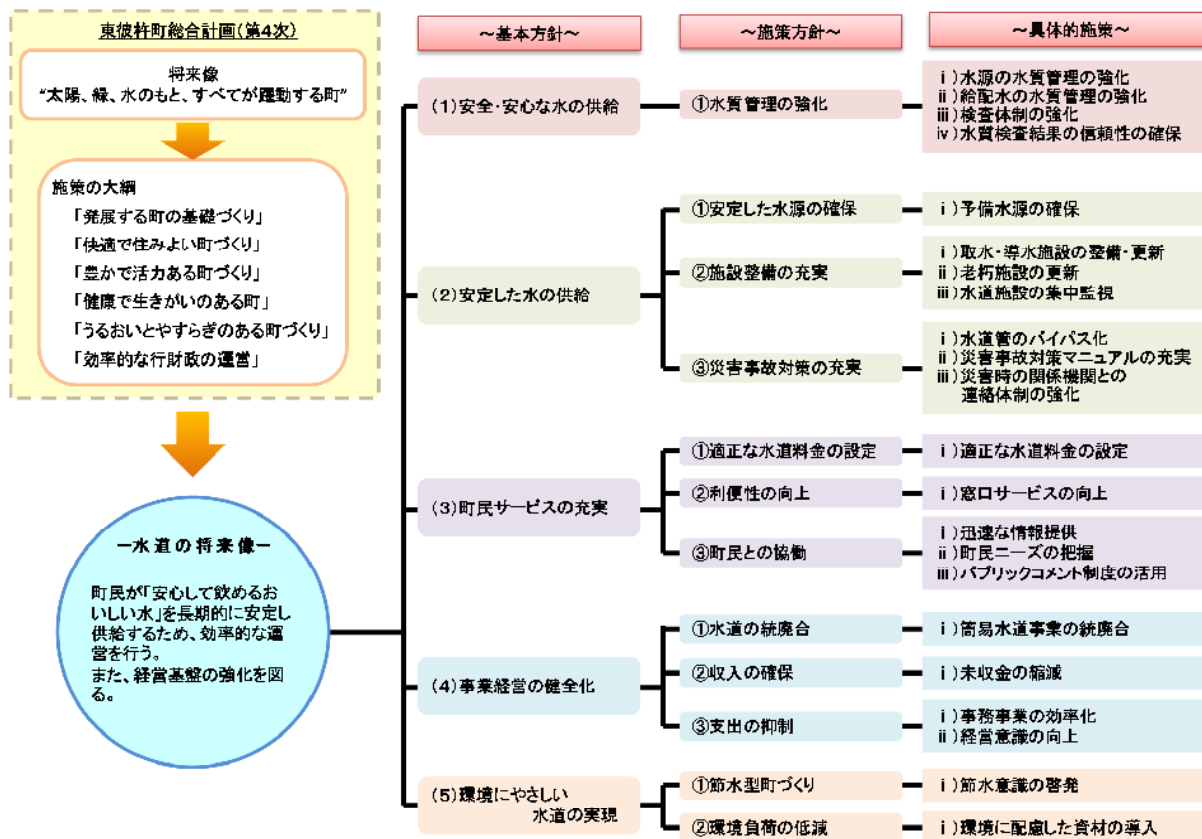 東彼杵町総合計画(第4次)
将来像
“太陽、緑、水のもと、すべてが躍動する町”
施策の大綱
「発展する町の基礎づくり」
「快適で住みよい町づくり」
「豊かで活力ある町づくり」
「健康で生きがいのある町」
「うるおいとやすらぎのある町づくり」
「効率的な行財政の運営」
－水道の将来像－
町民が「安心して飲めるお
いしい水」を長期的に安定し
供給するため、効率的な運
営を行う。
また、経営基盤の強化を図
る。
～基本方針～
～施策方針～
～具体的施策～
(1)安全・安心な水の供給
①水質管理の強化
ⅰ)水源の水質管理の強化
ⅱ)給配水の水質管理の強化
ⅲ)検査体制の強化
ⅳ)水質検査結果の信頼性の確保
(2)安定した水の供給
①安定した水源の確保
ⅰ)予備水源の確保
②施設整備の充実
ⅰ)取水・導水施設の整備・更新
ⅱ)老朽施設の更新
ⅲ)水道施設の集中監視
③災害事故対策の充実
ⅰ)水道管のバイパス化
ⅱ)災害事故対策マニュアルの充実
ⅲ)災害時の関係機関との
連絡体制の強化
(3)町民サービスの充実
①適正な水道料金の設定
ⅰ)適正な水道料金の設定
②利便性の向上
ⅰ)窓口サービスの向上
③町民との協働
ⅰ)迅速な情報提供
ⅱ)町民ニーズの把握
ⅲ)パブリックコメント制度の活用
(4)事業経営の健全化
①水道の統廃合
ⅰ)簡易水道事業の統廃合
②収入の確保
ⅰ)未収金の縮減
③支出の抑制
ⅰ)事務事業の効率化
ⅱ)経営意識の向上
(5)環境にやさしい
水道の実現
①節水型町づくり
ⅰ)節水意識の啓発
②環境負荷の低減
ⅰ)環境に配慮した資材の導入